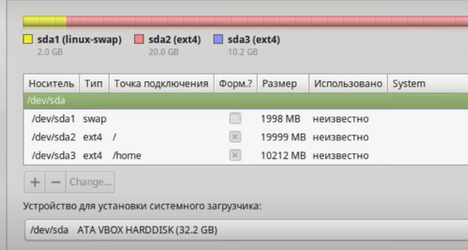 sda1 (linux-swap) sda2 (ext4) sda3 (ext4)
2.0 GB 20.0 GB 10.2 GB
Носитель Тип Точка подключения Форм.? Размер Использовано System
/dev/sda
/dev/sda1 swap 1998 MB неизвестно
/dev/sda2 ext4 / 19999 MB неизвестно
/dev/sda3 ext4 /home 10212 MB неизвестно
+ − Change...
Устройство для установки системного загрузчика:
/dev/sda ATA VBOX HARDDISK (32.2 GB)